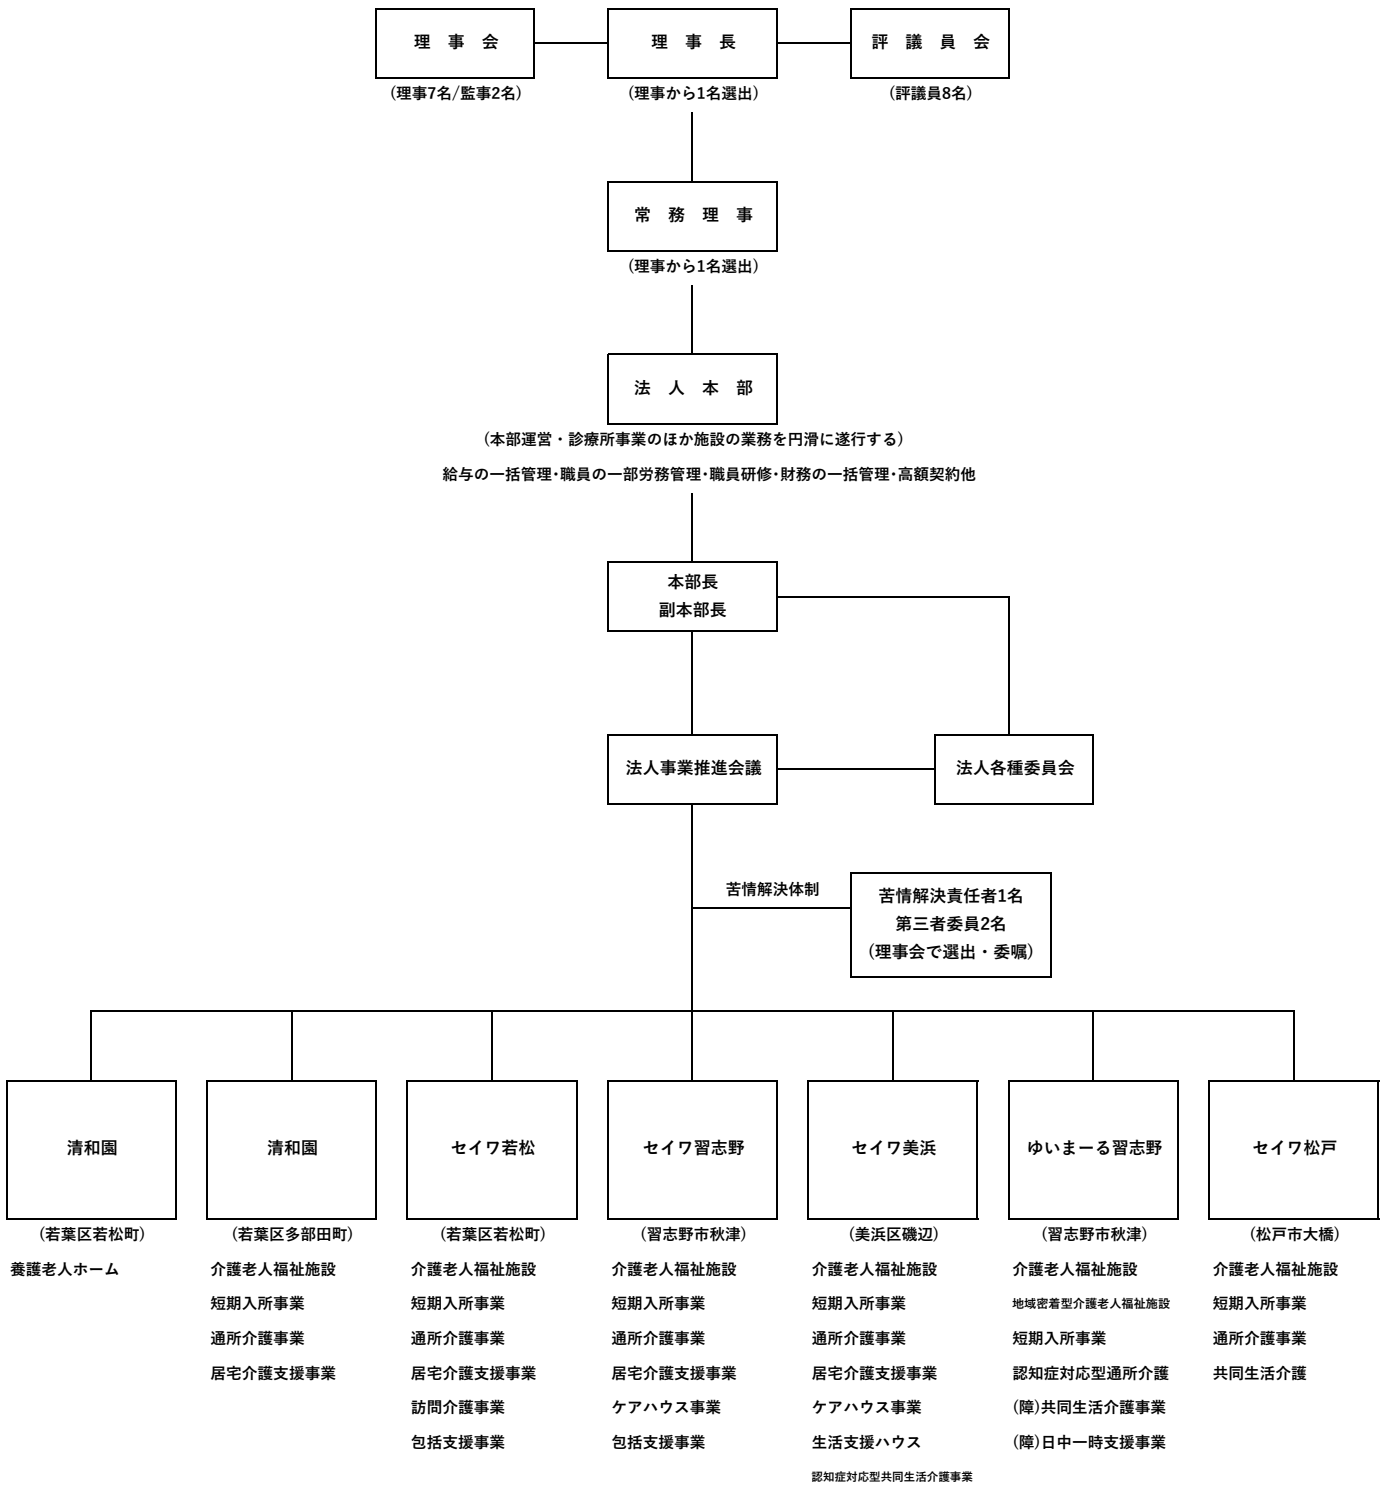 理　事　会
理　事　長
評　議　員　会
(理事7名/監事2名)
(理事から1名選出)
(評議員8名)
常　務　理　事
(理事から1名選出)
法　人　本　部
(本部運営・診療所事業のほか施設の業務を円滑に遂行する)
給与の一括管理･職員の一部労務管理･職員研修･財務の一括管理･高額契約他
本部長
副本部長
法人事業推進会議
法人各種委員会
苦情解決体制
苦情解決責任者1名
第三者委員2名
(理事会で選出・委嘱)
清和園
(若葉区若松町)
養護老人ホーム
清和園
(若葉区多部田町)
介護老人福祉施設
短期入所事業
通所介護事業
居宅介護支援事業
セイワ若松
(若葉区若松町)
介護老人福祉施設
短期入所事業
通所介護事業
居宅介護支援事業
訪問介護事業
包括支援事業
セイワ習志野
(習志野市秋津)
介護老人福祉施設
短期入所事業
通所介護事業
居宅介護支援事業
ケアハウス事業
包括支援事業
セイワ美浜
(美浜区磯辺)
介護老人福祉施設
短期入所事業
通所介護事業
居宅介護支援事業
ケアハウス事業
生活支援ハウス
認知症対応型共同生活介護事業
ゆいまーる習志野
(習志野市秋津)
介護老人福祉施設
地域密着型介護老人福祉施設
短期入所事業
認知症対応型通所介護
(障)共同生活介護事業
(障)日中一時支援事業
セイワ松戸
(松戸市大橋)
介護老人福祉施設
短期入所事業
通所介護事業
共同生活介護